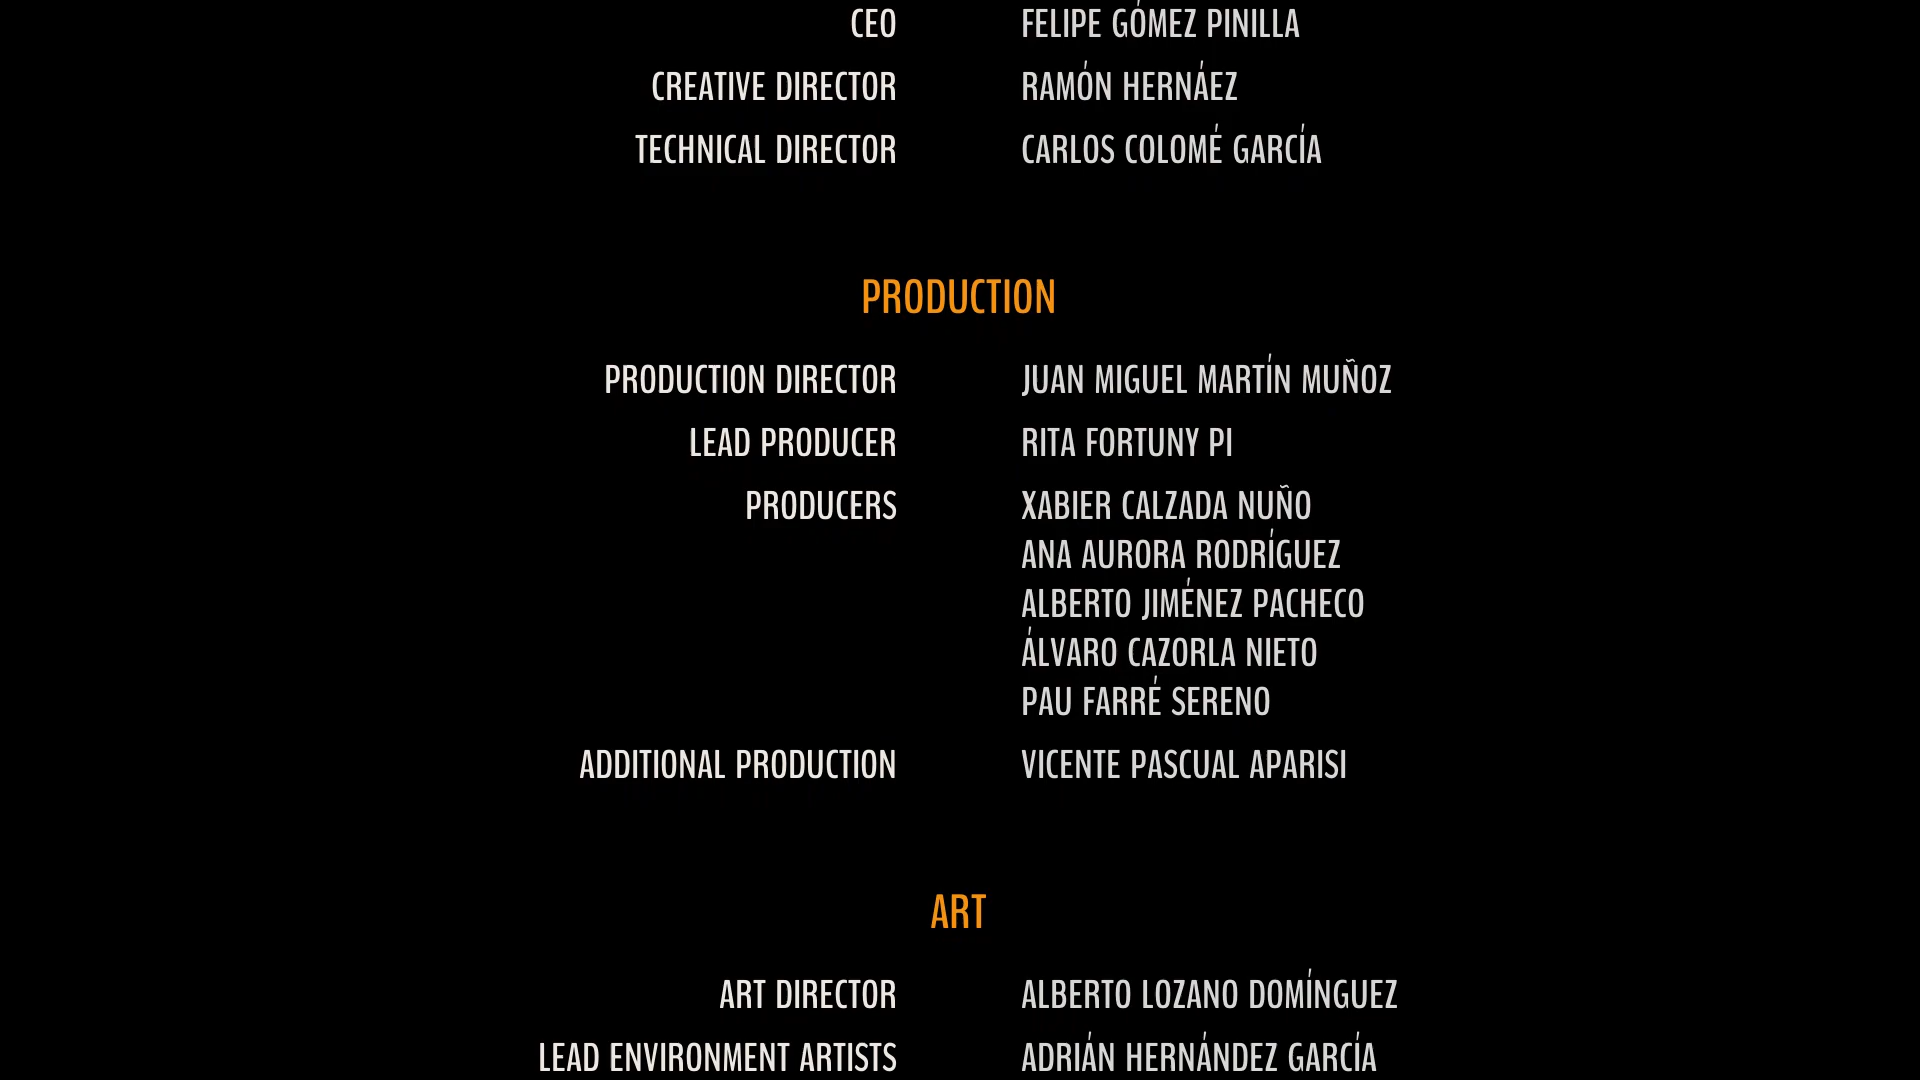 CEO FELIPE GÓMEZ PINILLA
CREATIVE DIRECTOR RAMÓN HERNÁEZ
TECHNICAL DIRECTOR CARLOS COLOMÉ GARCÍA
PRODUCTION
PRODUCTION DIRECTOR JUAN MIGUEL MARTÍN MUÑOZ
LEAD PRODUCER RITA FORTUNY PI
PRODUCERS XABIER CALZADA NUÑO
ANA AURORA RODRÍGUEZ
ALBERTO JIMÉNEZ PACHECO
ÁLVARO CAZORLA NIETO
PAU FARRÉ SERENO
ADDITIONAL PRODUCTION VICENTE PASCUAL APARISI
ART
ART DIRECTOR ALBERTO LOZANO DOMÍNGUEZ
LEAD ENVIRONMENT ARTISTS ADRIÁN HERNÁNDEZ GARCÍA